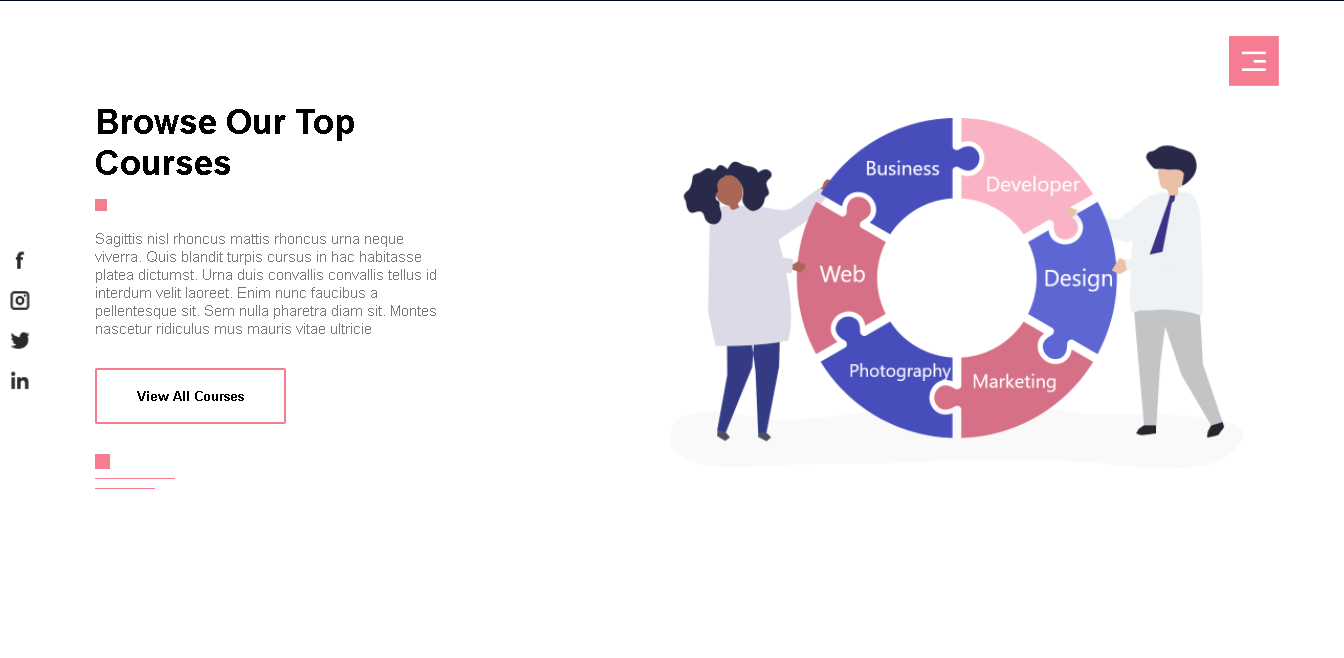 Browse Our Top
Courses
Sagittis nisl rhoncus mattis rhoncus urna neque
viverra. Quis blandit turpis cursus in hac habitasse
platea dictumst. Urna duis convallis convallis tellus id
interdum velit laoreet. Enim nunc faucibus a
pellentesque sit. Sem nulla pharetra diam sit. Montes
nascetur ridiculus mus mauris vitae ultricie
View All Courses
Business
Developer
Web
Design
Photography
Marketing